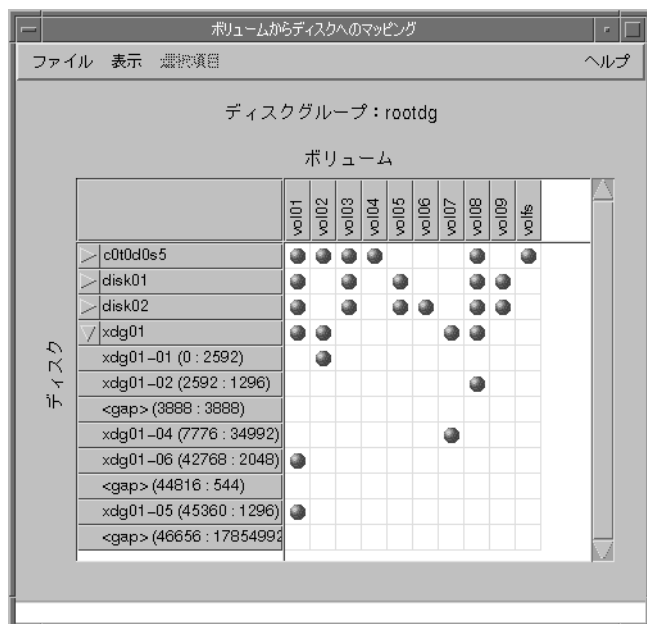 ボリュームからディスクへのマッピング
ファイル 表示 選択項目 ヘルプ
ディスクグループ：rootdg
ボリューム
vol01 vol02 vol03 vol04 vol05 vol06 vol07 vol08 vol09 volfs
ディスク
c0t0d0s5
disk01
disk02
xdg01
xdg01-01 (0 : 2592)
xdg01-02 (2592 : 1296)
<gap> (3888 : 3888)
xdg01-04 (7776 : 34992)
xdg01-06 (42768 : 2048)
<gap> (44816 : 544)
xdg01-05 (45360 : 1296)
<gap> (46656 : 17854992